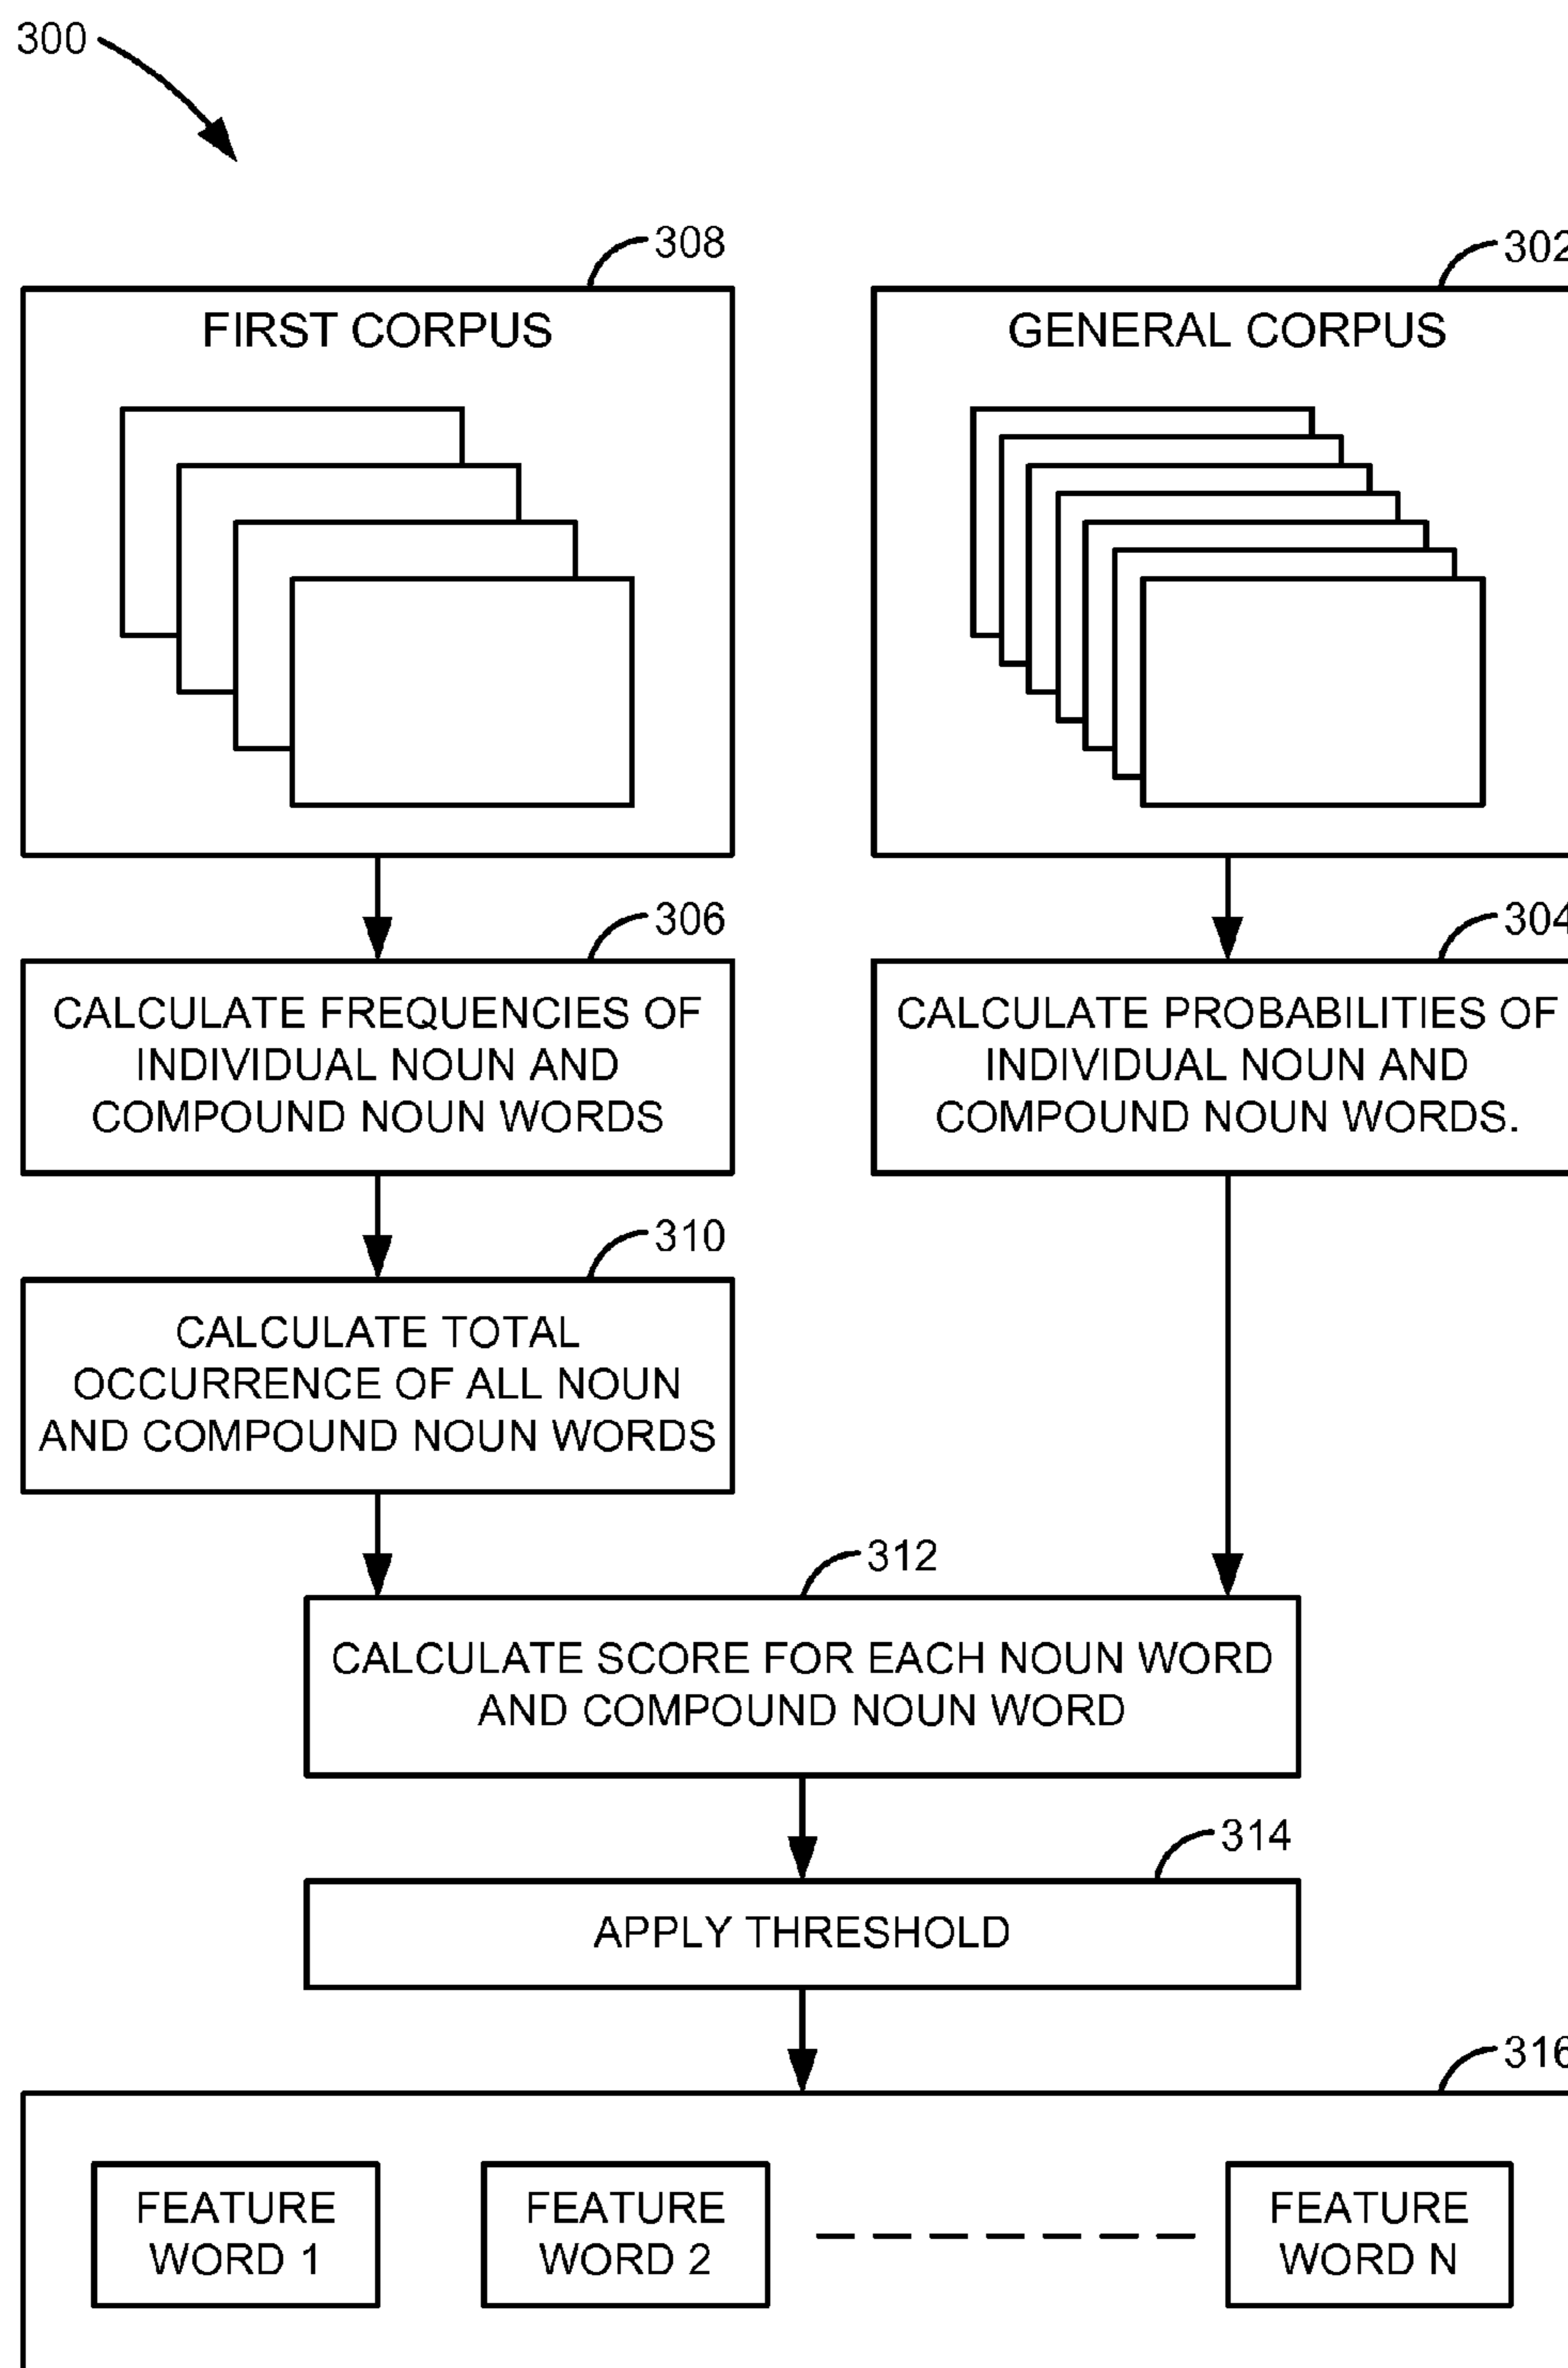 300
308
302
FIRST CORPUS
GENERAL CORPUS
306
304
CALCULATE FREQUENCIES OF
INDIVIDUAL NOUN AND
COMPOUND NOUN WORDS
CALCULATE PROBABILITIES OF
INDIVIDUAL NOUN AND
COMPOUND NOUN WORDS.
310
CALCULATE TOTAL
OCCURRENCE OF ALL NOUN
AND COMPOUND NOUN WORDS
312
CALCULATE SCORE FOR EACH NOUN WORD
AND COMPOUND NOUN WORD
314
APPLY THRESHOLD
316
FEATURE
WORD 1
FEATURE
WORD 2
FEATURE
WORD N